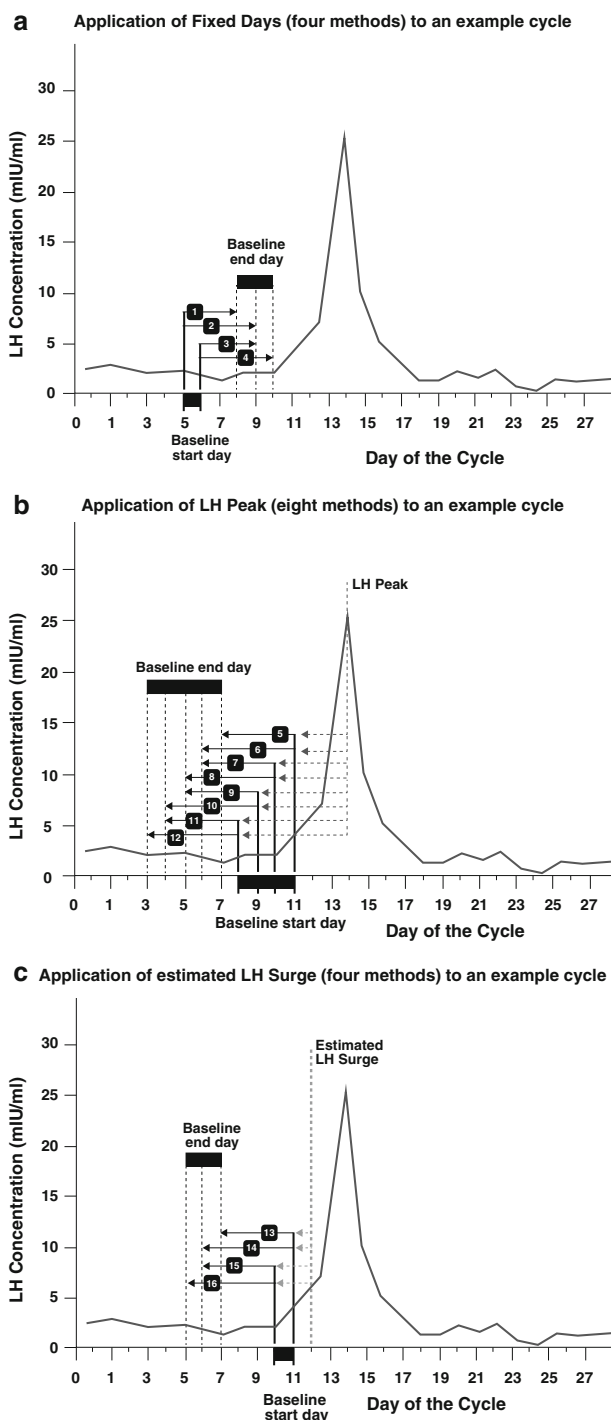 a Application of Fixed Days (four methods) to an example cycle
LH Concentration (mIU/ml)
30
25
20
15
10
5
0
Baseline
end day
1
2
3
4
0 1 3 5 7 9 11 13 15 17 19 21 23 25 27
Baseline
start day
Day of the Cycle
b Application of LH Peak (eight methods) to an example cycle
LH Concentration (mIU/ml)
30
25
20
15
10
5
0
LH Peak
Baseline end day
5
6
7
8
9
10
11
12
0 1 3 5 7 9 11 13 15 17 19 21 23 25 27
Baseline start day
Day of the Cycle
c Application of estimated LH Surge (four methods) to an example cycle
LH Concentration (mIU/ml)
30
25
20
15
10
5
0
Estimated
LH Surge
Baseline
end day
13
14
15
16
0 1 3 5 7 9 11 13 15 17 19 21 23 25 27
Baseline
start day
Day of the Cycle